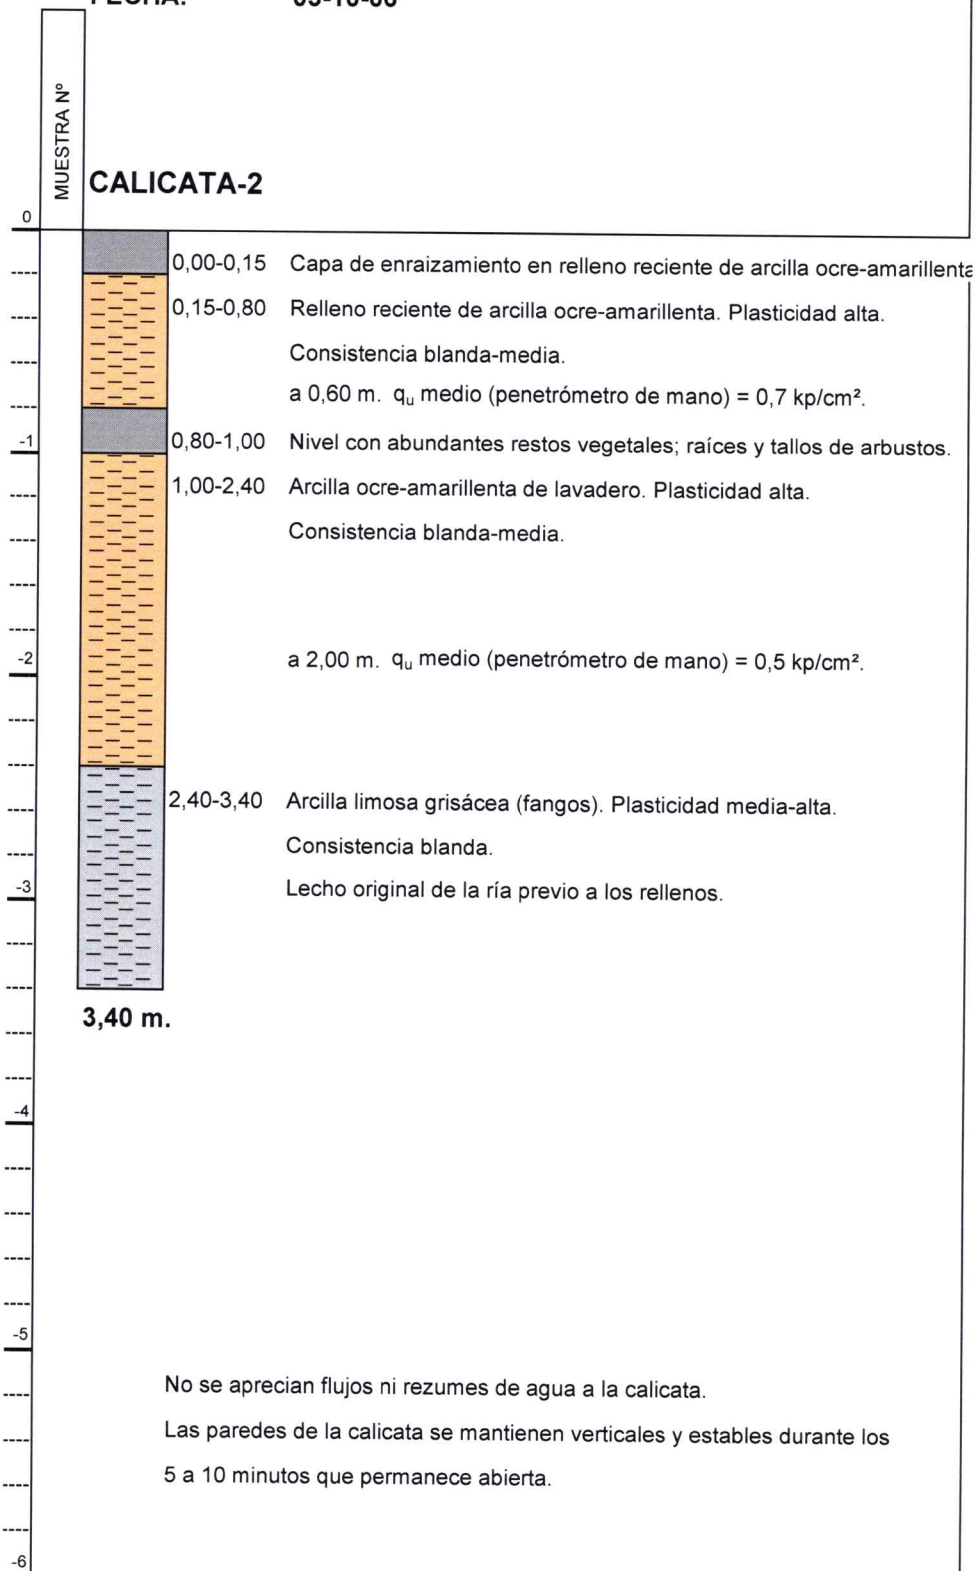 MUESTRA Nº
CALICATA-2
0
0,00-0,15 Capa de enraizamiento en relleno reciente de arcilla ocre-amarillenta
0,15-0,80 Relleno reciente de arcilla ocre-amarillenta. Plasticidad alta.
Consistencia blanda-media.
a 0,60 m. qᵤ medio (penetrómetro de mano) = 0,7 kp/cm².
-1
0,80-1,00 Nivel con abundantes restos vegetales; raíces y tallos de arbustos.
1,00-2,40 Arcilla ocre-amarillenta de lavadero. Plasticidad alta.
Consistencia blanda-media.
-2
a 2,00 m. qᵤ medio (penetrómetro de mano) = 0,5 kp/cm².
2,40-3,40 Arcilla limosa grisácea (fangos). Plasticidad media-alta.
Consistencia blanda.
-3
Lecho original de la ría previo a los rellenos.
3,40 m.
-4
-5
No se aprecian flujos ni rezumes de agua a la calicata.
Las paredes de la calicata se mantienen verticales y estables durante los
5 a 10 minutos que permanece abierta.
-6